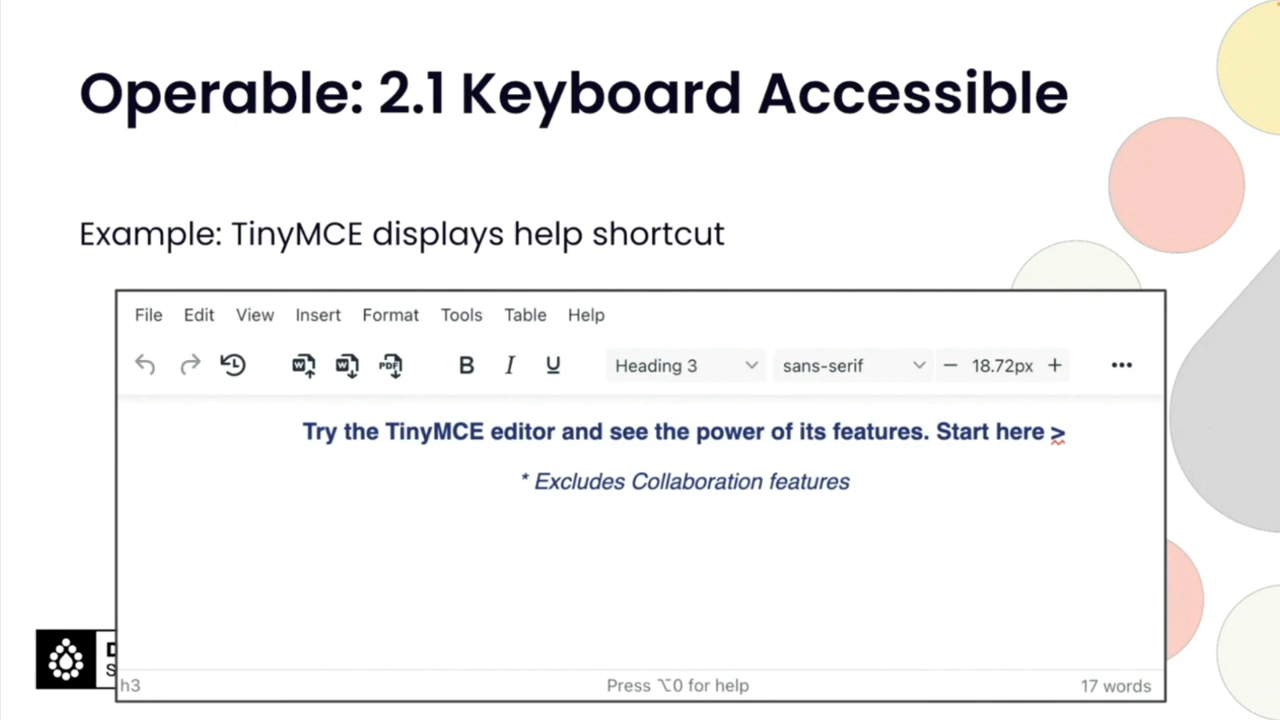 Operable: 2.1 Keyboard Accessible
Example: TinyMCE displays help shortcut
File Edit View Insert Format Tools Table Help
W W PDF B I U Heading 3 sans-serif − 18.72px + •••
Try the TinyMCE editor and see the power of its features. Start here >
* Excludes Collaboration features
h3 Press ⌥0 for help 17 words